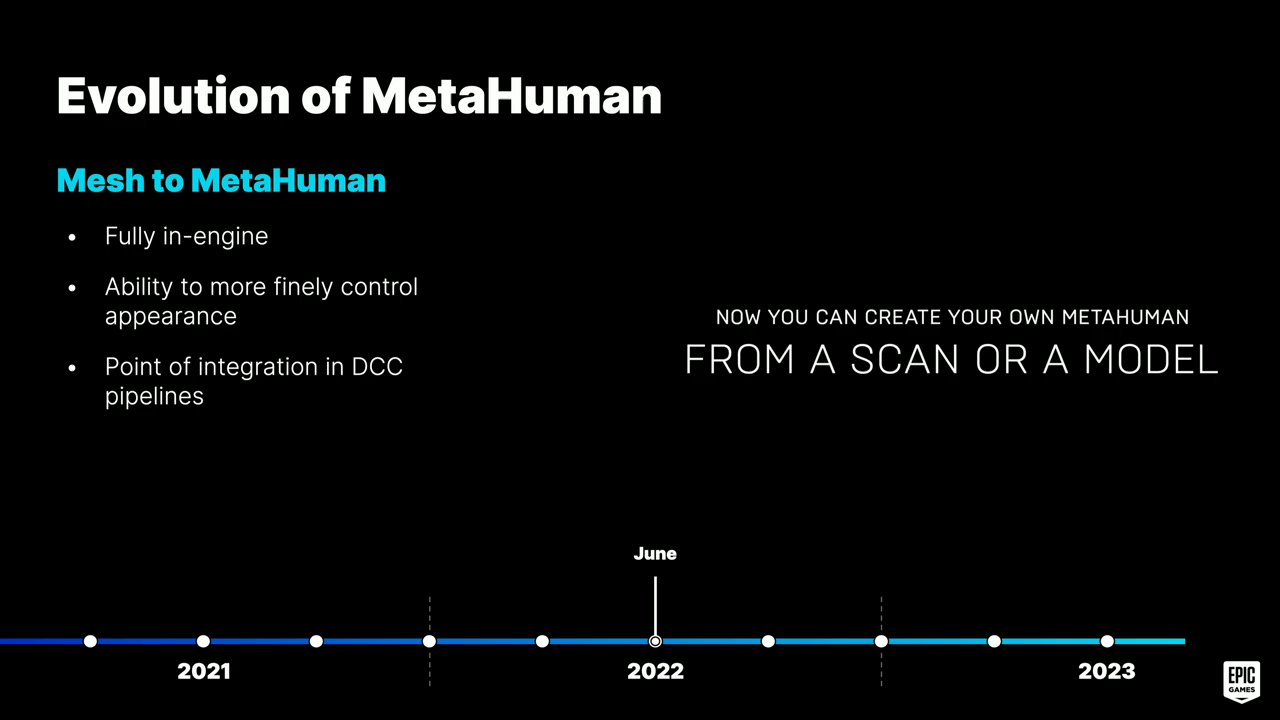 Evolution of MetaHuman
Mesh to MetaHuman
• Fully in-engine
• Ability to more finely control
appearance
• Point of integration in DCC
pipelines
NOW YOU CAN CREATE YOUR OWN METAHUMAN
FROM A SCAN OR A MODEL
June
2021
2022
2023
EPIC
GAMES